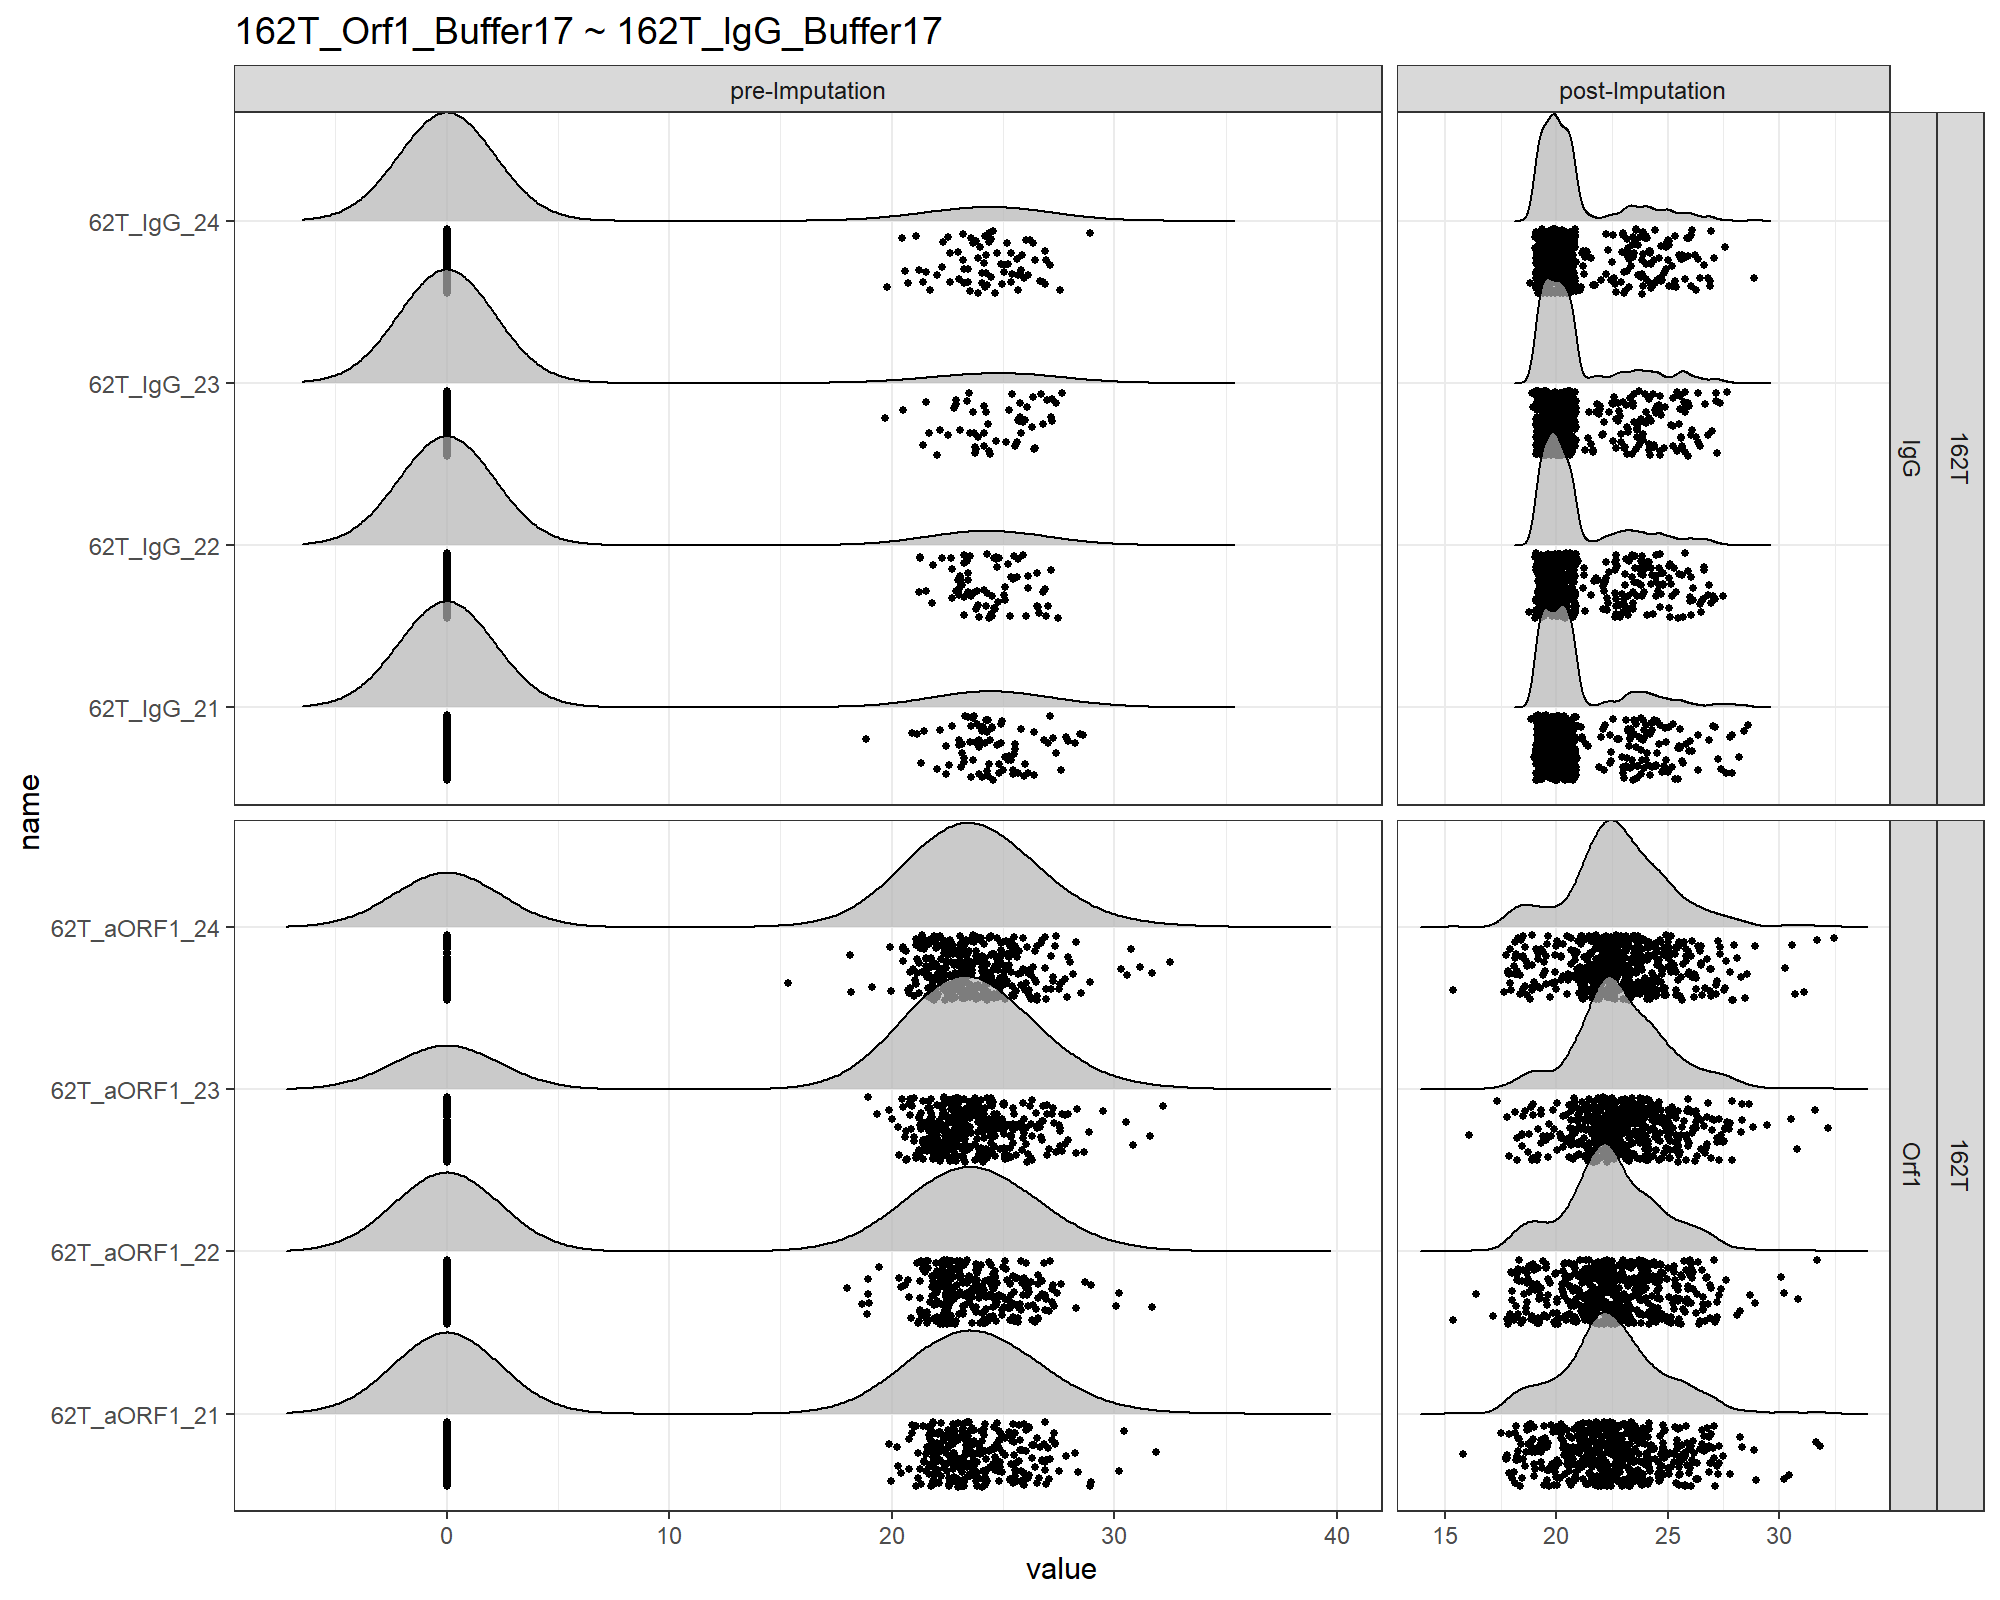 162T_Orf1_Buffer17 ~ 162T_IgG_Buffer17
pre-Imputation
post-Imputation
62T_IgG_24
62T_IgG_23
62T_IgG_22
62T_IgG_21
IgG
162T
name
62T_aORF1_24
62T_aORF1_23
62T_aORF1_22
62T_aORF1_21
Orf1
162T
0 10 20 30 40
15 20 25 30
value